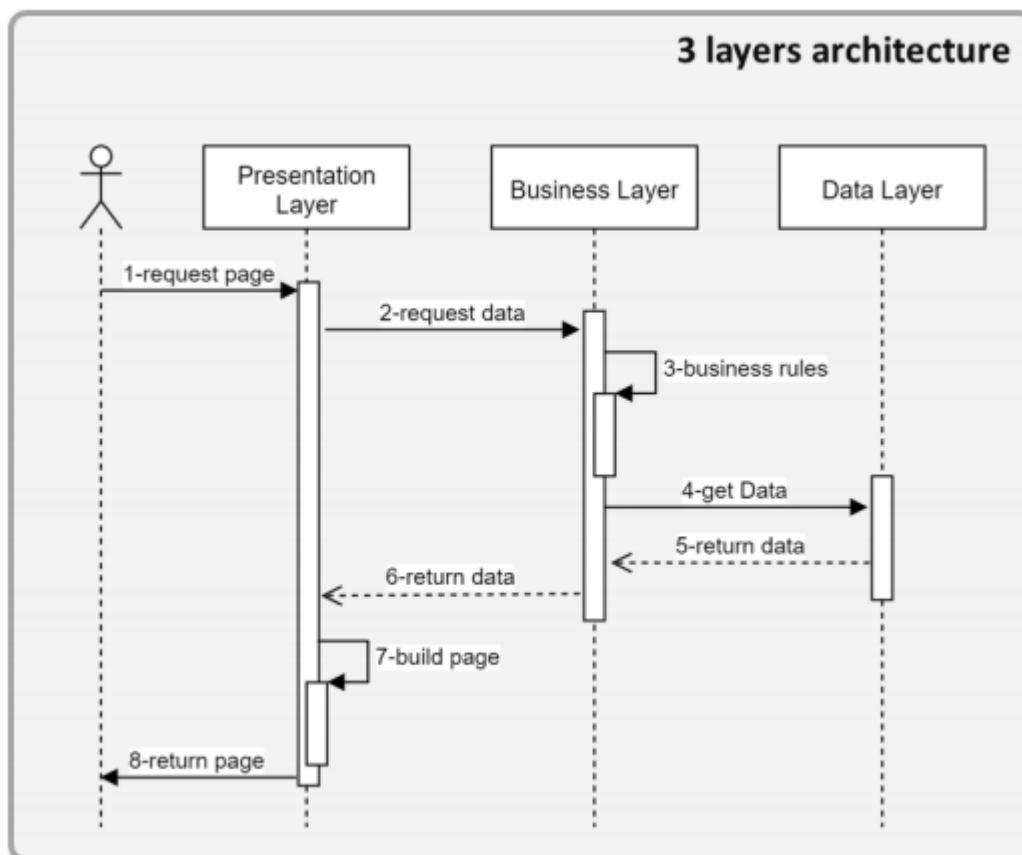 3 layers architecture
Presentation
Layer
Business Layer
Data Layer
1-request page
2-request data
3-business rules
4-get Data
5-return data
6-return data
7-build page
8-return page